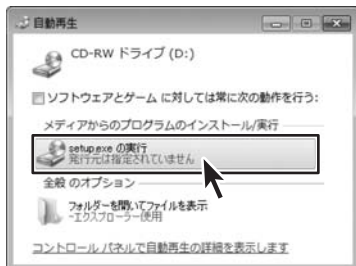 自動再生
CD-RW ドライブ (D:)
ソフトウェアとゲーム に対しては常に次の動作を行う:
メディアからのプログラムのインストール/実行
setup.exe の実行
発行元は指定されていません
全般 のオプション
フォルダーを開いてファイルを表示
-エクスプローラー使用
コントロール パネルで自動再生の詳細を表示します